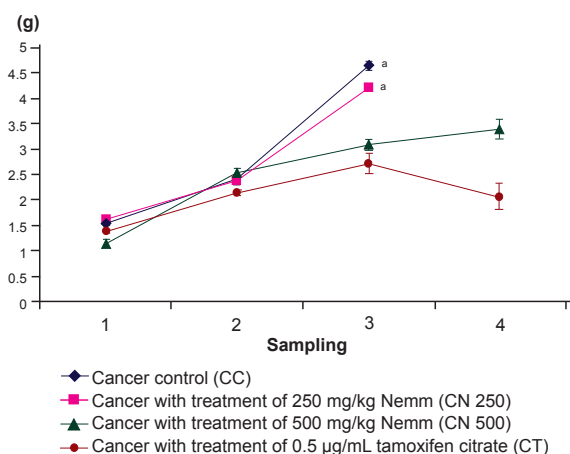 (g)
5
4.5
4
3.5
3
2.5
2
1.5
1
0.5
0
a
a
1 2 3 4
Sampling
Cancer control (CC)
Cancer with treatment of 250 mg/kg Nemm (CN 250)
Cancer with treatment of 500 mg/kg Nemm (CN 500)
Cancer with treatment of 0.5 µg/mL tamoxifen citrate (CT)